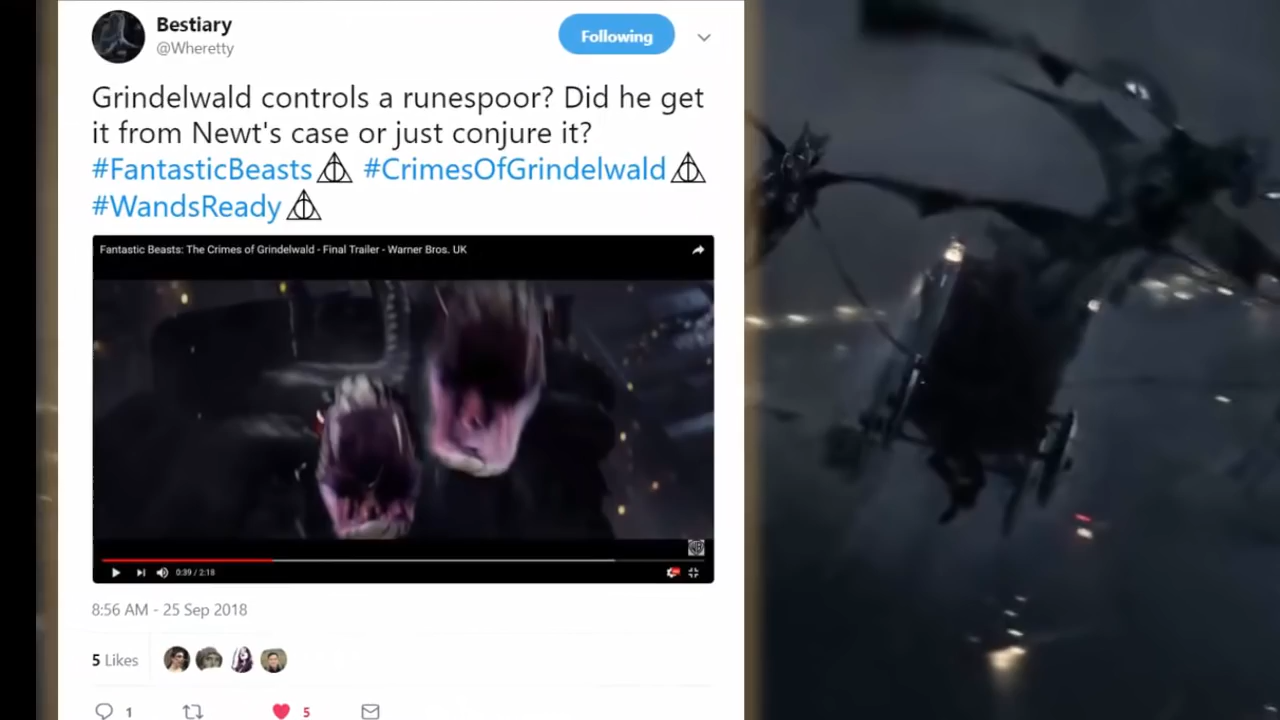 Bestiary
@Wheretty
Following
Grindelwald controls a runespoor? Did he get
it from Newt's case or just conjure it?
#FantasticBeasts #CrimesOfGrindelwald
#WandsReady
Fantastic Beasts: The Crimes of Grindelwald - Final Trailer - Warner Bros. UK
0:39 / 2:18
8:56 AM - 25 Sep 2018
5 Likes
1
5